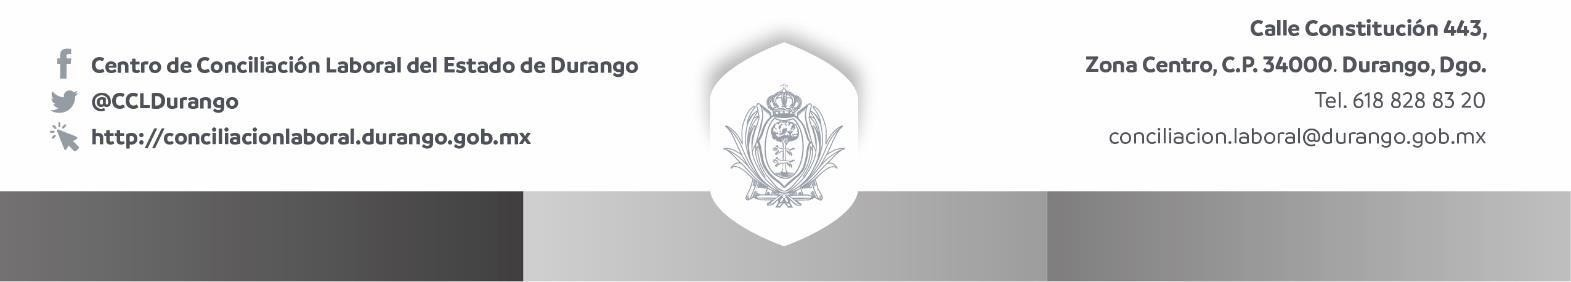 Centro de Conciliación Laboral del Estado de Durango
@CCLDurango
http://conciliacionlaboral.durango.gob.mx
Calle Constitución 443,
Zona Centro, C.P. 34000. Durango, Dgo.
Tel. 618 828 83 20
conciliacion.laboral@durango.gob.mx